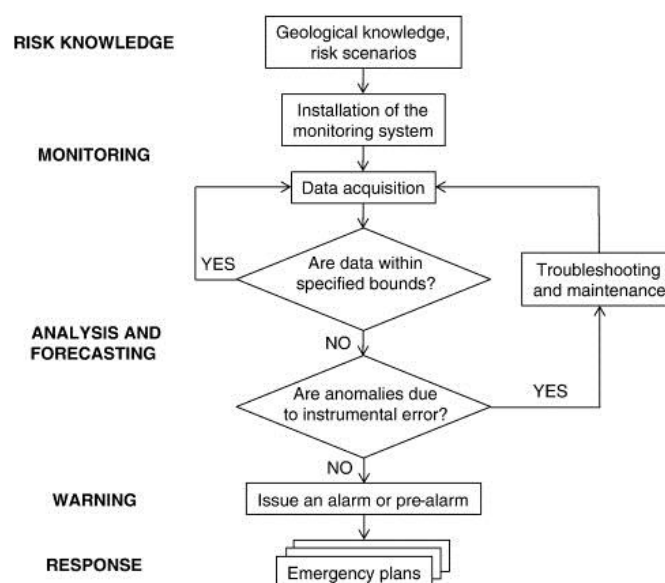 RISK KNOWLEDGE
Geological knowledge,
risk scenarios
Installation of the
monitoring system
MONITORING
Data acquisition
YES
Are data within
specified bounds?
Troubleshooting
and maintenance
ANALYSIS AND
FORECASTING
NO
YES
Are anomalies due
to instrumental error?
NO
WARNING
Issue an alarm or pre-alarm
RESPONSE
Emergency plans